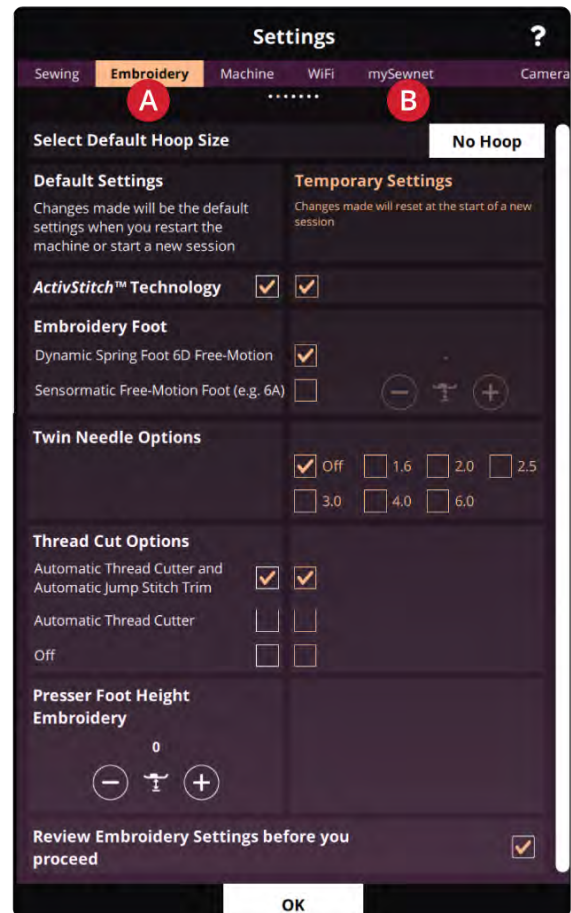 Settings ?
Sewing Embroidery Machine WiFi mySewnet Camera
A B
Select Default Hoop Size No Hoop
Default Settings
Changes made will be the default
settings when you restart the
machine or start a new session
Temporary Settings
Changes made will reset at the start of a new
session
ActivStitch™ Technology
Embroidery Foot
Dynamic Spring Foot 6D Free-Motion
Sensormatic Free-Motion Foot (e.g. 6A)
Twin Needle Options
Off 1.6 2.0 2.5
3.0 4.0 6.0
Thread Cut Options
Automatic Thread Cutter and
Automatic Jump Stitch Trim
Automatic Thread Cutter
Off
Presser Foot Height
Embroidery
0
Review Embroidery Settings before you
proceed
OK